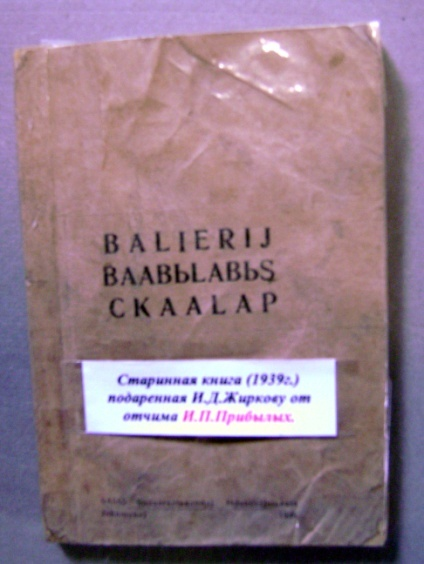 BALIERIJ
BAABЬLABЬS
CKAALAP
Старинная книга (1939г.)
подаренная И.Д.Жиркову от
отчима И.П.Прибылых.